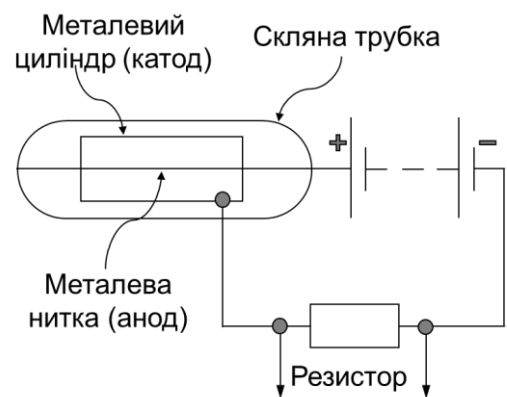 Металевий
циліндр (катод)
Скляна трубка
+
−
Металева
нитка (анод)
Резистор